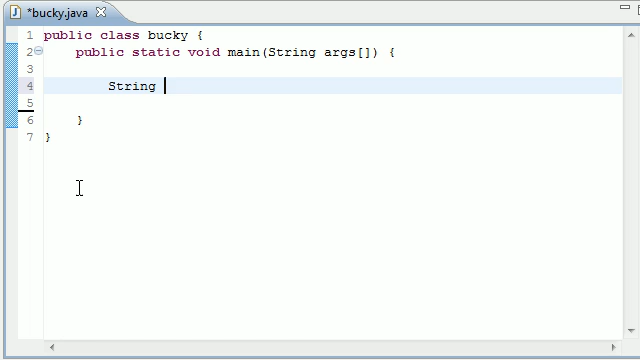 *bucky.java
1 public class bucky {
2 public static void main(String args[]) {
3
4 String
5
6 }
7 }